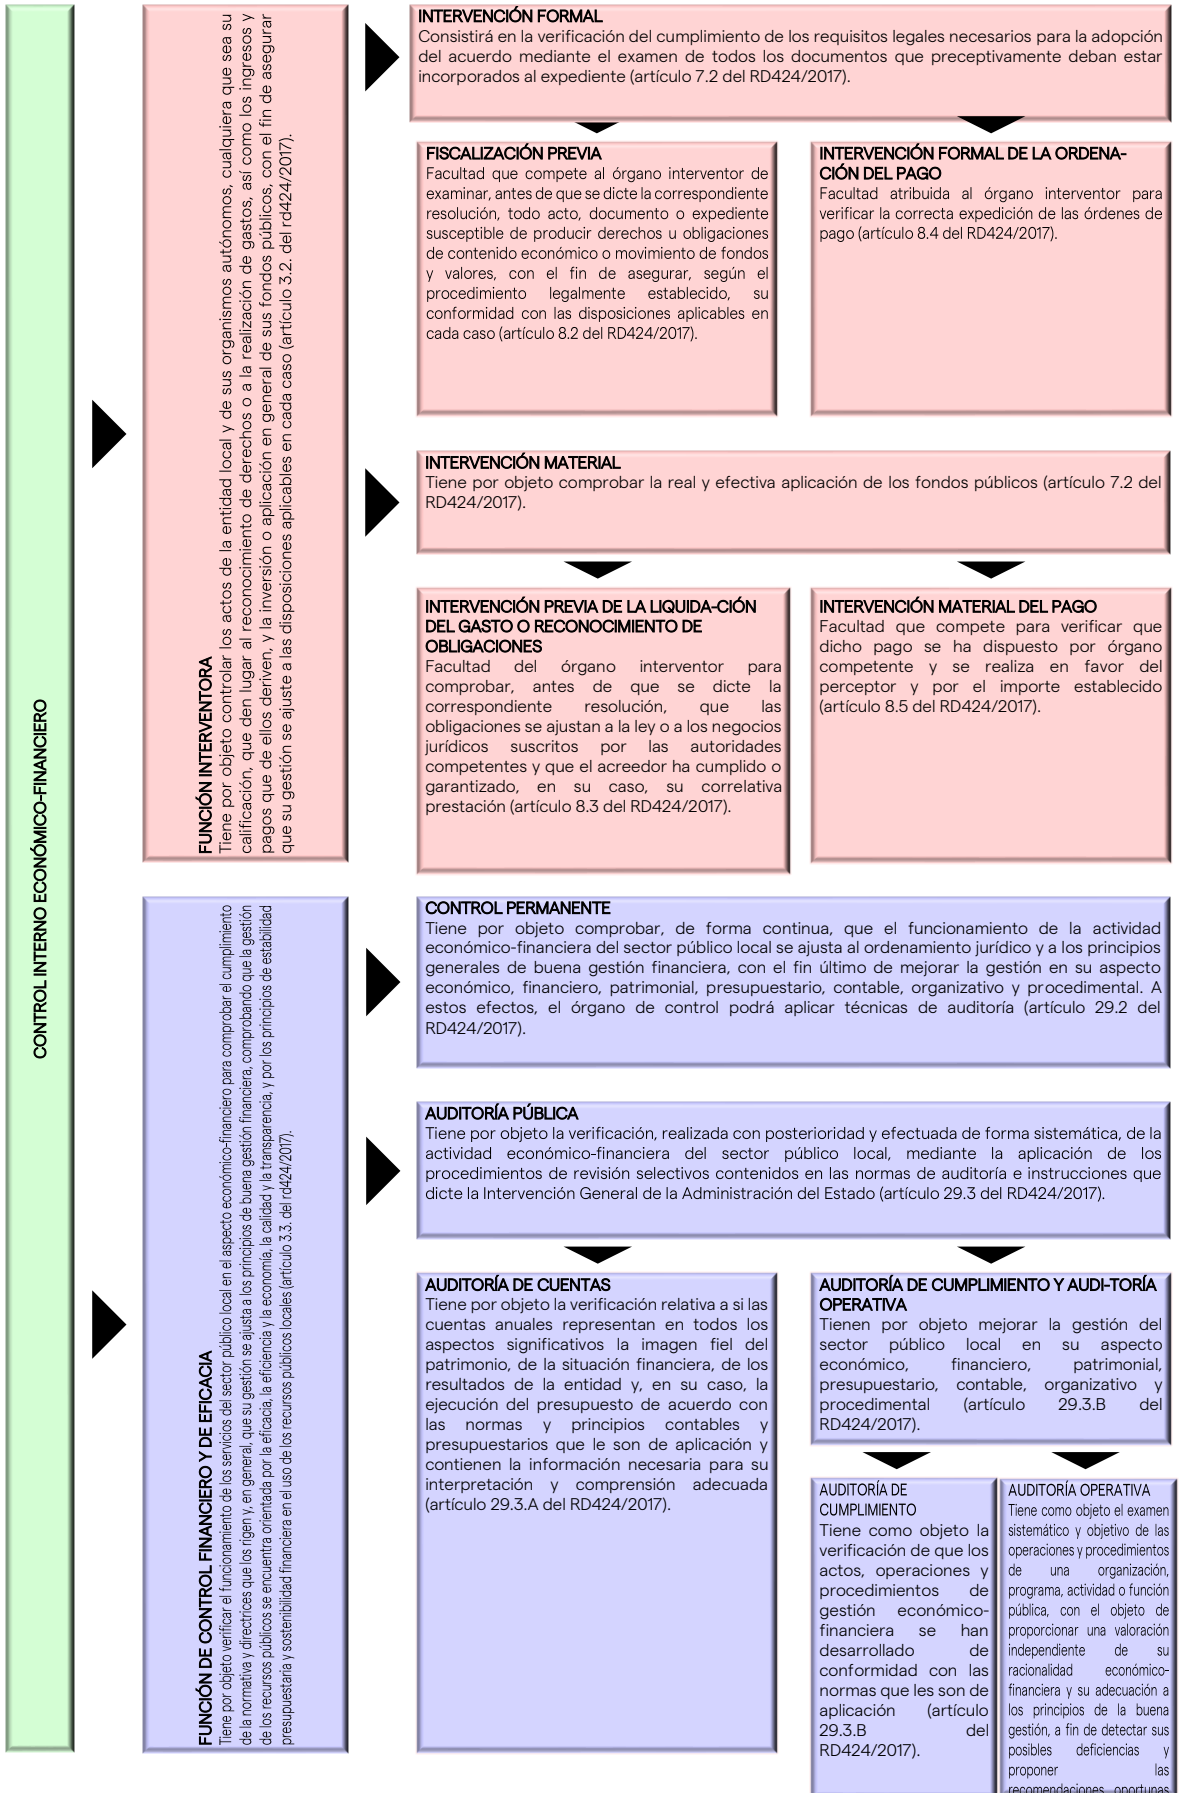 CONTROL INTERNO ECONÓMICO-FINANCIERO
FUNCIÓN INTERVENTORA
Tiene por objeto controlar los actos de la entidad local y de sus organismos autónomos, cualquiera que sea su
calificación, que den lugar al reconocimiento de derechos o a la realización de gastos, así como los ingresos y
pagos que de ellos deriven, y la inversión o aplicación en general de sus fondos públicos, con el fin de asegurar
que su gestión se ajuste a las disposiciones aplicables en cada caso (artículo 3.2. del rd424/2017).
INTERVENCIÓN FORMAL
Consistirá en la verificación del cumplimiento de los requisitos legales necesarios para la adopción
del acuerdo mediante el examen de todos los documentos que preceptivamente deban estar
incorporados al expediente (artículo 7.2 del RD424/2017).
FISCALIZACIÓN PREVIA
Facultad que compete al órgano interventor de
examinar, antes de que se dicte la correspondiente
resolución, todo acto, documento o expediente
susceptible de producir derechos u obligaciones
de contenido económico o movimiento de fondos
y valores, con el fin de asegurar, según el
procedimiento legalmente establecido, su
conformidad con las disposiciones aplicables en
cada caso (artículo 8.2 del RD424/2017).
INTERVENCIÓN FORMAL DE LA ORDENA-
CIÓN DEL PAGO
Facultad atribuida al órgano interventor para
verificar la correcta expedición de las órdenes de
pago (artículo 8.4 del RD424/2017).
INTERVENCIÓN MATERIAL
Tiene por objeto comprobar la real y efectiva aplicación de los fondos públicos (artículo 7.2 del
RD424/2017).
INTERVENCIÓN PREVIA DE LA LIQUIDA-CIÓN
DEL GASTO O RECONOCIMIENTO DE
OBLIGACIONES
Facultad del órgano interventor para
comprobar, antes de que se dicte la
correspondiente resolución, que las
obligaciones se ajustan a la ley o a los negocios
jurídicos suscritos por las autoridades
competentes y que el acreedor ha cumplido o
garantizado, en su caso, su correlativa
prestación (artículo 8.3 del RD424/2017).
INTERVENCIÓN MATERIAL DEL PAGO
Facultad que compete para verificar que
dicho pago se ha dispuesto por órgano
competente y se realiza en favor del
perceptor y por el importe establecido
(artículo 8.5 del RD424/2017).
FUNCIÓN DE CONTROL FINANCIERO Y DE EFICACIA
Tiene por objeto verificar el funcionamiento de los servicios del sector público local en el aspecto económico-financiero para comprobar el cumplimiento
de la normativa y directrices que los rigen y, en general, que su gestión se ajusta a los principios de buena gestión financiera, comprobando que la gestión
de los recursos públicos se encuentra orientada por la eficacia, la eficiencia y la economía, la calidad y la transparencia, y por los principios de estabilidad
presupuestaria y sostenibilidad financiera en el uso de los recursos públicos locales (artículo 3.3. del rd424/2017).
CONTROL PERMANENTE
Tiene por objeto comprobar, de forma continua, que el funcionamiento de la actividad
económico-financiera del sector público local se ajusta al ordenamiento jurídico y a los principios
generales de buena gestión financiera, con el fin último de mejorar la gestión en su aspecto
económico, financiero, patrimonial, presupuestario, contable, organizativo y procedimental. A
estos efectos, el órgano de control podrá aplicar técnicas de auditoría (artículo 29.2 del
RD424/2017).
AUDITORÍA PÚBLICA
Tiene por objeto la verificación, realizada con posterioridad y efectuada de forma sistemática, de la
actividad económico-financiera del sector público local, mediante la aplicación de los
procedimientos de revisión selectivos contenidos en las normas de auditoría e instrucciones que
dicte la Intervención General de la Administración del Estado (artículo 29.3 del RD424/2017).
AUDITORÍA DE CUENTAS
Tiene por objeto la verificación relativa a si las
cuentas anuales representan en todos los
aspectos significativos la imagen fiel del
patrimonio, de la situación financiera, de los
resultados de la entidad y, en su caso, la
ejecución del presupuesto de acuerdo con
las normas y principios contables y
presupuestarios que le son de aplicación y
contienen la información necesaria para su
interpretación y comprensión adecuada
(artículo 29.3.A del RD424/2017).
AUDITORÍA DE CUMPLIMIENTO Y AUDI-TORÍA
OPERATIVA
Tienen por objeto mejorar la gestión del
sector público local en su aspecto
económico, financiero, patrimonial,
presupuestario, contable, organizativo y
procedimental (artículo 29.3.B del
RD424/2017).
AUDITORÍA DE
CUMPLIMIENTO
Tiene como objeto la
verificación de que los
actos, operaciones y
procedimientos de
gestión económico-
financiera se han
desarrollado de
conformidad con las
normas que les son de
aplicación (artículo
29.3.B del
RD424/2017).
AUDITORÍA OPERATIVA
Tiene como objeto el examen
sistemático y objetivo de las
operaciones y procedimientos
de una organización,
programa, actividad o función
pública, con el objeto de
proporcionar una valoración
independiente de su
racionalidad económico-
financiera y su adecuación a
los principios de la buena
gestión, a fin de detectar sus
posibles deficiencias y
proponer las
recomendaciones oportunas